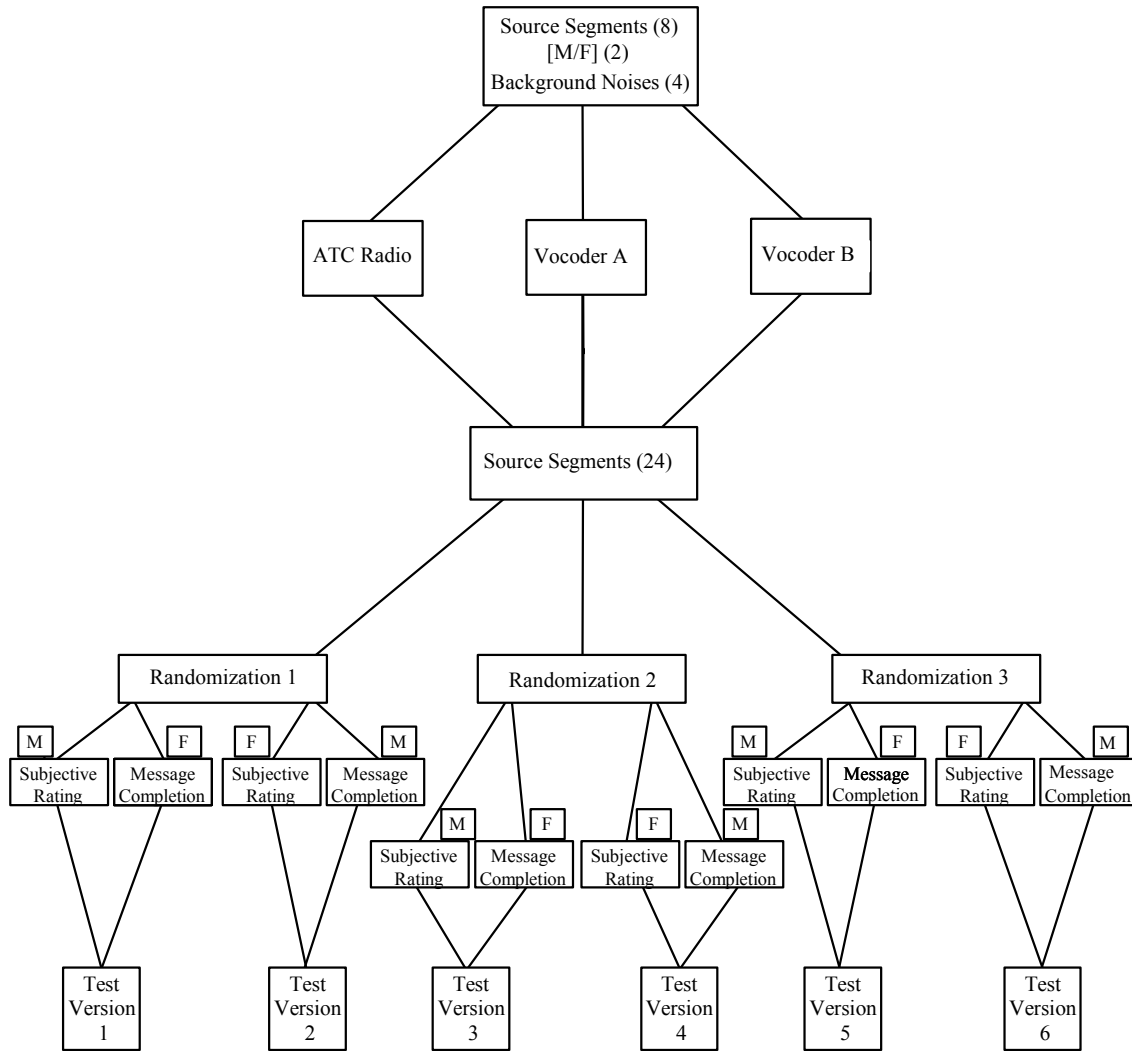 Source Segments (8)
[M/F] (2)
Background Noises (4)
ATC Radio
Vocoder A
Vocoder B
Source Segments (24)
Randomization 1
Randomization 2
Randomization 3
M
F
F
M
M
F
F
M
Subjective
Rating
Message
Completion
Subjective
Rating
Message
Completion
Subjective
Rating
Message
Completion
Subjective
Rating
Message
Completion
M
F
F
M
Subjective
Rating
Message
Completion
Subjective
Rating
Message
Completion
Test
Version
1
Test
Version
2
Test
Version
3
Test
Version
4
Test
Version
5
Test
Version
6